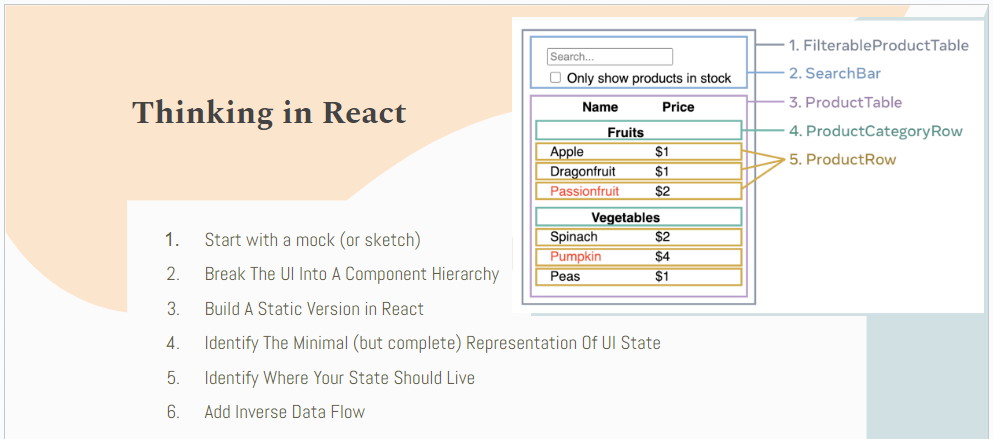 Thinking in React
1. Start with a mock (or sketch)
2. Break The UI Into A Component Hierarchy
3. Build A Static Version in React
4. Identify The Minimal (but complete) Representation Of UI State
5. Identify Where Your State Should Live
6. Add Inverse Data Flow
Search...
Only show products in stock
Name Price
Fruits
Apple $1
Dragonfruit $1
Passionfruit $2
Vegetables
Spinach $2
Pumpkin $4
Peas $1
1. FilterableProductTable
2. SearchBar
3. ProductTable
4. ProductCategoryRow
5. ProductRow